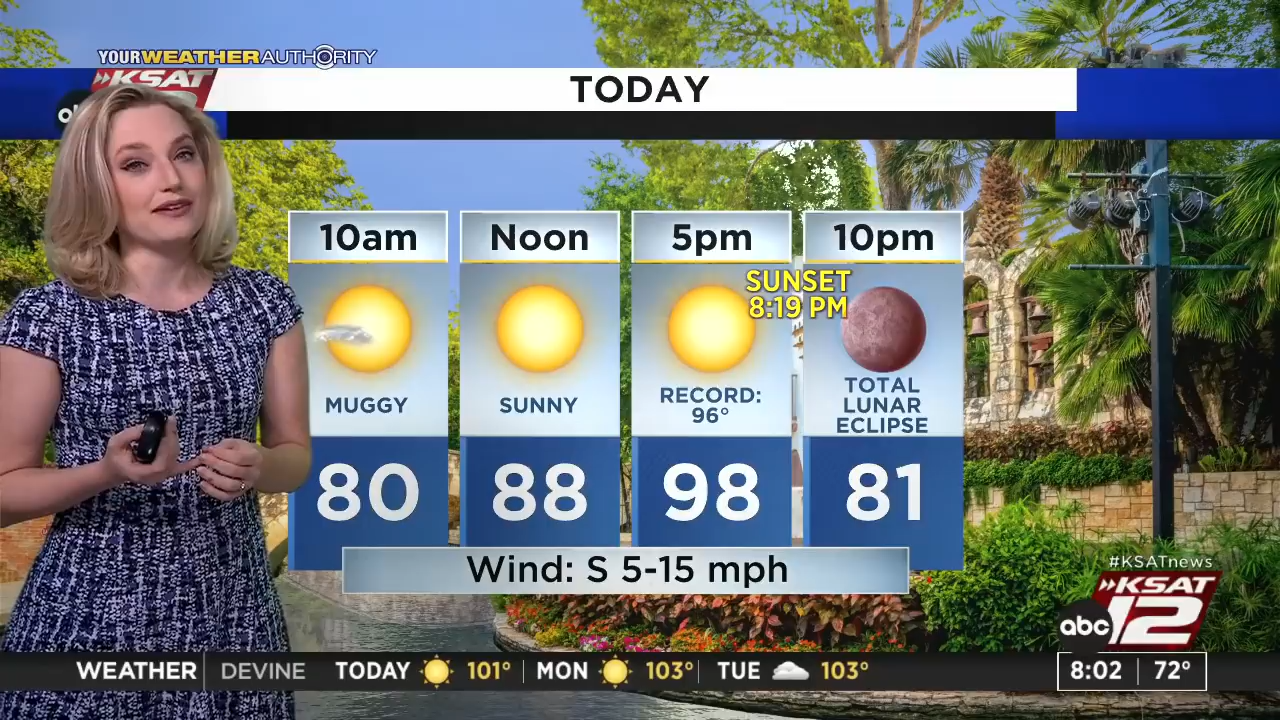 YOURWEATHERAUTHORITY
KSAT
TODAY
10am
Noon
5pm
10pm
SUNSET
8:19 PM
MUGGY
SUNNY
RECORD:
96°
TOTAL
LUNAR
ECLIPSE
80
88
98
81
Wind: S 5-15 mph
#KSATnews
KSAT
abc 12
WEATHER DEVINE TODAY 101° MON 103° TUE 103° 8:02 72°